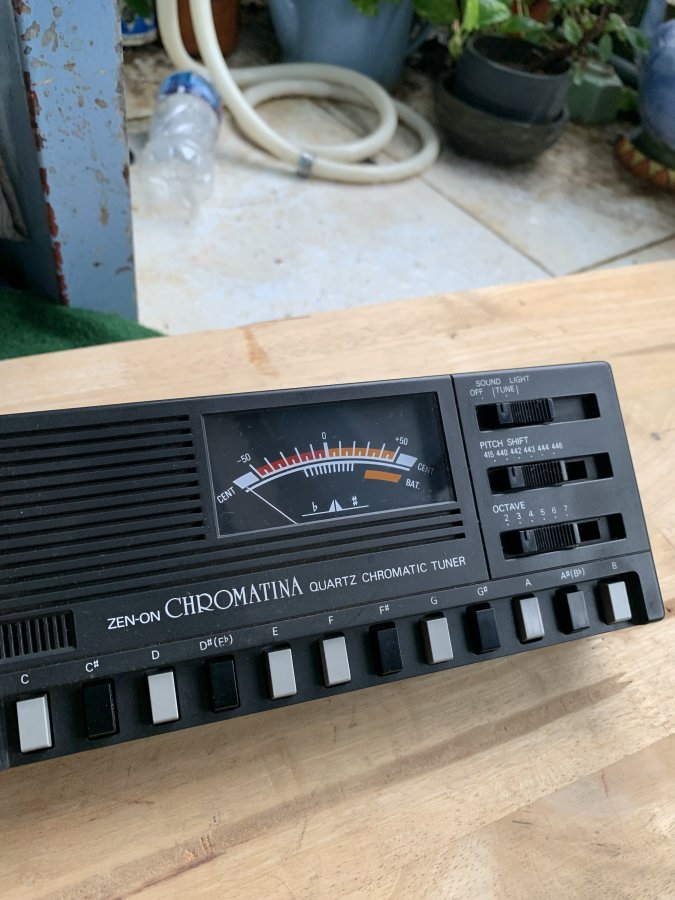 SOUND LIGHT
OFF TUNE
PITCH SHIFT
415 440 442 443 444 446
OCTAVE
2 3 4 5 6 7
-50 0 +50
CENT CENT
BAT.
♭ ♯
ZEN-ON CHROMATINA QUARTZ CHROMATIC TUNER
C C♯ D D♯(E♭) E F F♯ G G♯ A A♯(B♭) B